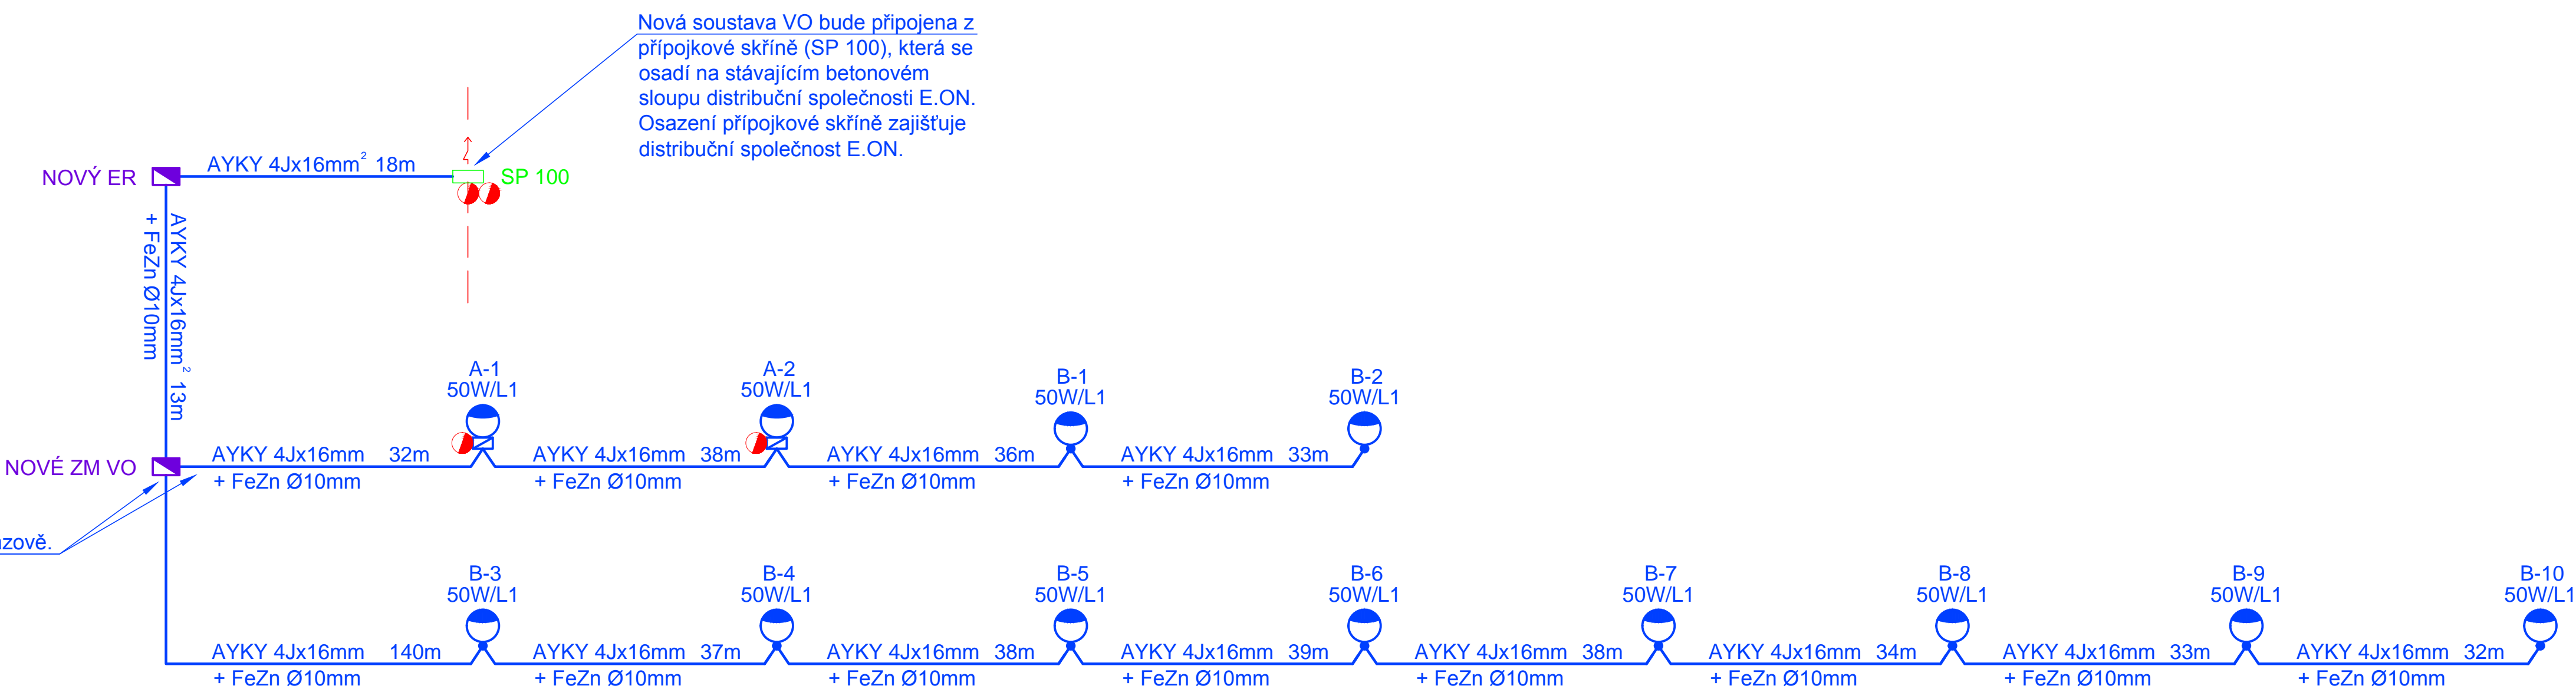 Nová soustava VO bude připojena z
přípojkové skříně (SP 100), která se
osadí na stávajícím betonovém
sloupu distribuční společnosti E.ON.
Osazení přípojkové skříně zajišťuje
distribuční společnost E.ON.
NOVÝ ER
AYKY 4Jx16mm² 18m
SP 100
AYKY 4Jx16mm² 13m
+ FeZn Ø10mm
A-1
50W/L1
A-2
50W/L1
B-1
50W/L1
B-2
50W/L1
NOVÉ ZM VO
AYKY 4Jx16mm 32m
+ FeZn Ø10mm
AYKY 4Jx16mm 38m
+ FeZn Ø10mm
AYKY 4Jx16mm 36m
+ FeZn Ø10mm
AYKY 4Jx16mm 33m
+ FeZn Ø10mm
B-3
50W/L1
B-4
50W/L1
B-5
50W/L1
B-6
50W/L1
B-7
50W/L1
B-8
50W/L1
B-9
50W/L1
B-10
50W/L1
AYKY 4Jx16mm 140m
+ FeZn Ø10mm
AYKY 4Jx16mm 37m
+ FeZn Ø10mm
AYKY 4Jx16mm 38m
+ FeZn Ø10mm
AYKY 4Jx16mm 39m
+ FeZn Ø10mm
AYKY 4Jx16mm 38m
+ FeZn Ø10mm
AYKY 4Jx16mm 34m
+ FeZn Ø10mm
AYKY 4Jx16mm 33m
+ FeZn Ø10mm
AYKY 4Jx16mm 32m
+ FeZn Ø10mm